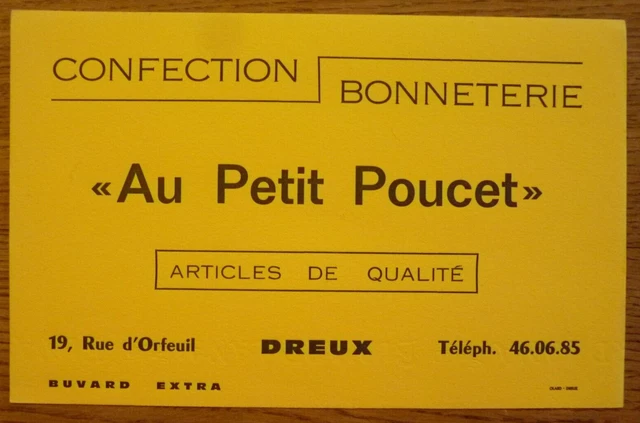 CONFECTION
BONNETERIE
«Au Petit Poucet»
ARTICLES DE QUALITÉ
19, Rue d'Orfeuil DREUX Téléph. 46.06.85
BUVARD EXTRA